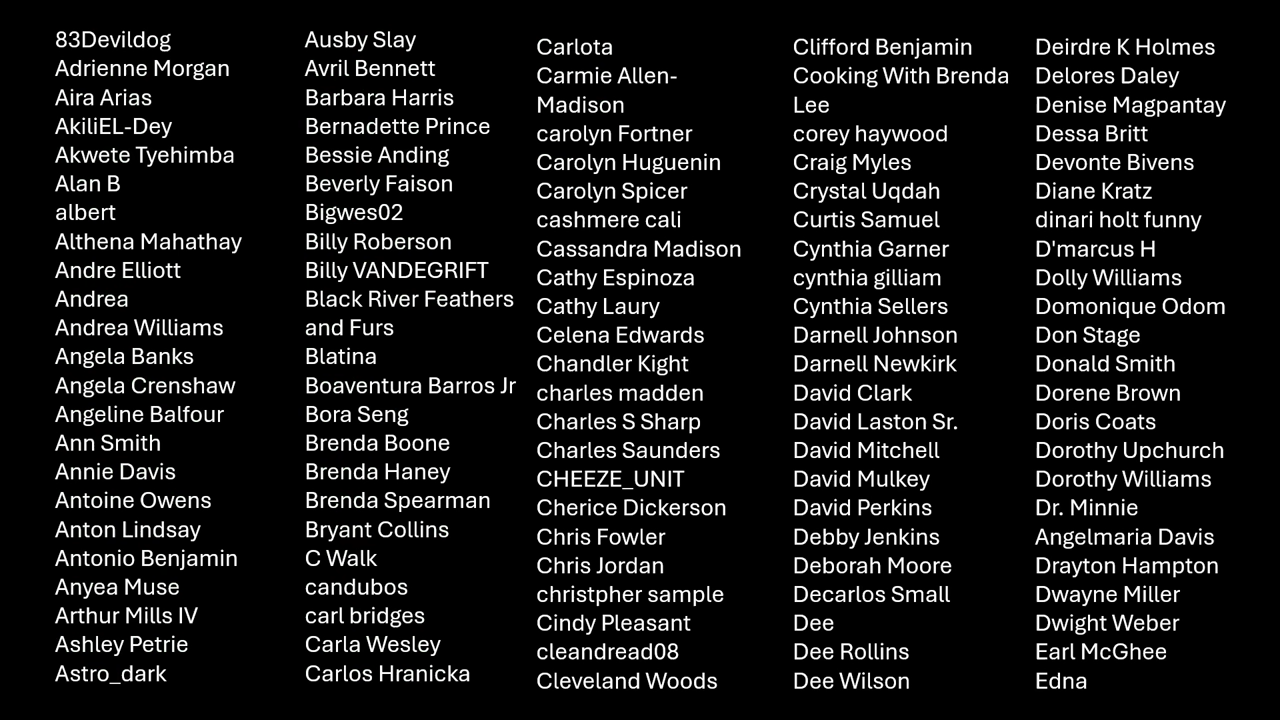 83Devildog
Adrienne Morgan
Aira Arias
AkiliEL-Dey
Akwete Tyehimba
Alan B
albert
Althena Mahathay
Andre Elliott
Andrea
Andrea Williams
Angela Banks
Angela Crenshaw
Angeline Balfour
Ann Smith
Annie Davis
Antoine Owens
Anton Lindsay
Antonio Benjamin
Anyea Muse
Arthur Mills IV
Ashley Petrie
Astro_dark
Ausby Slay
Avril Bennett
Barbara Harris
Bernadette Prince
Bessie Anding
Beverly Faison
Bigwes02
Billy Roberson
Billy VANDEGRIFT
Black River Feathers
and Furs
Blatina
Boaventura Barros Jr
Bora Seng
Brenda Boone
Brenda Haney
Brenda Spearman
Bryant Collins
C Walk
candubos
carl bridges
Carla Wesley
Carlos Hranicka
Carlota
Carmie Allen-
Madison
carolyn Fortner
Carolyn Huguenin
Carolyn Spicer
cashmere cali
Cassandra Madison
Cathy Espinoza
Cathy Laury
Celena Edwards
Chandler Kight
charles madden
Charles S Sharp
Charles Saunders
CHEEZE_UNIT
Cherice Dickerson
Chris Fowler
Chris Jordan
christpher sample
Cindy Pleasant
cleandread08
Cleveland Woods
Clifford Benjamin
Cooking With Brenda
Lee
corey haywood
Craig Myles
Crystal Uqdah
Curtis Samuel
Cynthia Garner
cynthia gilliam
Cynthia Sellers
Darnell Johnson
Darnell Newkirk
David Clark
David Laston Sr.
David Mitchell
David Mulkey
David Perkins
Debby Jenkins
Deborah Moore
Decarlos Small
Dee
Dee Rollins
Dee Wilson
Deirdre K Holmes
Delores Daley
Denise Magpantay
Dessa Britt
Devonte Bivens
Diane Kratz
dinari holt funny
D'marcus H
Dolly Williams
Domonique Odom
Don Stage
Donald Smith
Dorene Brown
Doris Coats
Dorothy Upchurch
Dorothy Williams
Dr. Minnie
Angelmaria Davis
Drayton Hampton
Dwayne Miller
Dwight Weber
Earl McGhee
Edna